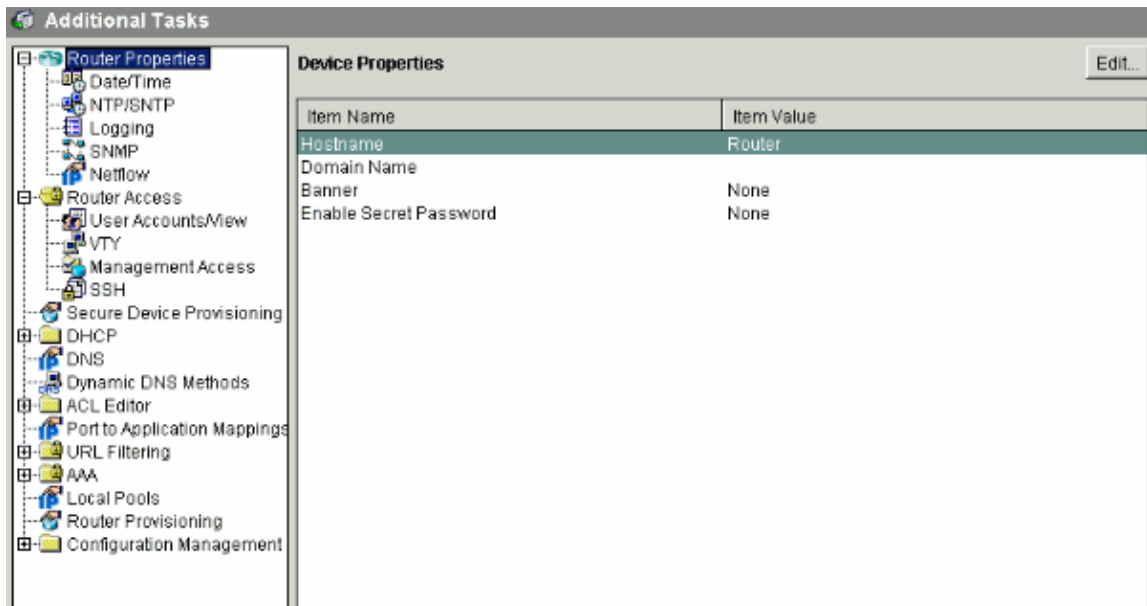 Additional Tasks
Router Properties
Date/Time
NTP/SNTP
Logging
SNMP
Netflow
Router Access
User Accounts/View
VTY
Management Access
SSH
Secure Device Provisioning
DHCP
DNS
Dynamic DNS Methods
ACL Editor
Port to Application Mappings
URL Filtering
AAA
Local Pools
Router Provisioning
Configuration Management
Device Properties
Edit...
Item Name Item Value
Hostname Router
Domain Name
Banner None
Enable Secret Password None